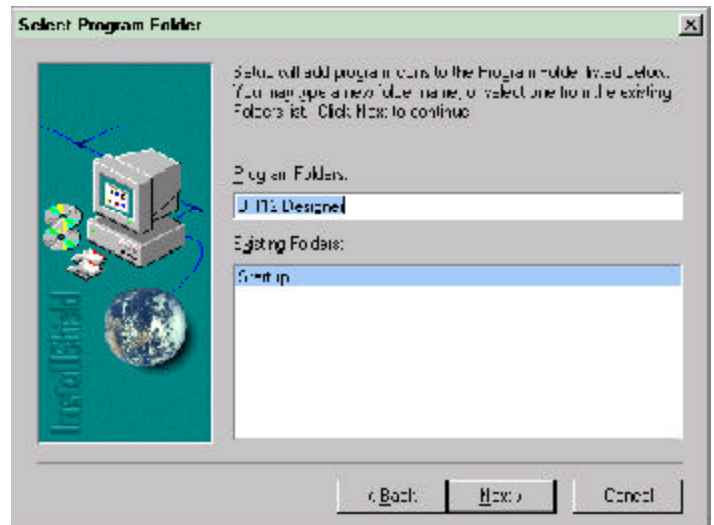 Select Program Folder
Setup will add program icons to the Program Folder listed below.
You may type a new folder name, or select one from the existing
Folders list. Click Next to continue.
Program Folders:
Designer
Existing Folders:
Startup
InstallShield
< Back
Next >
Cancel